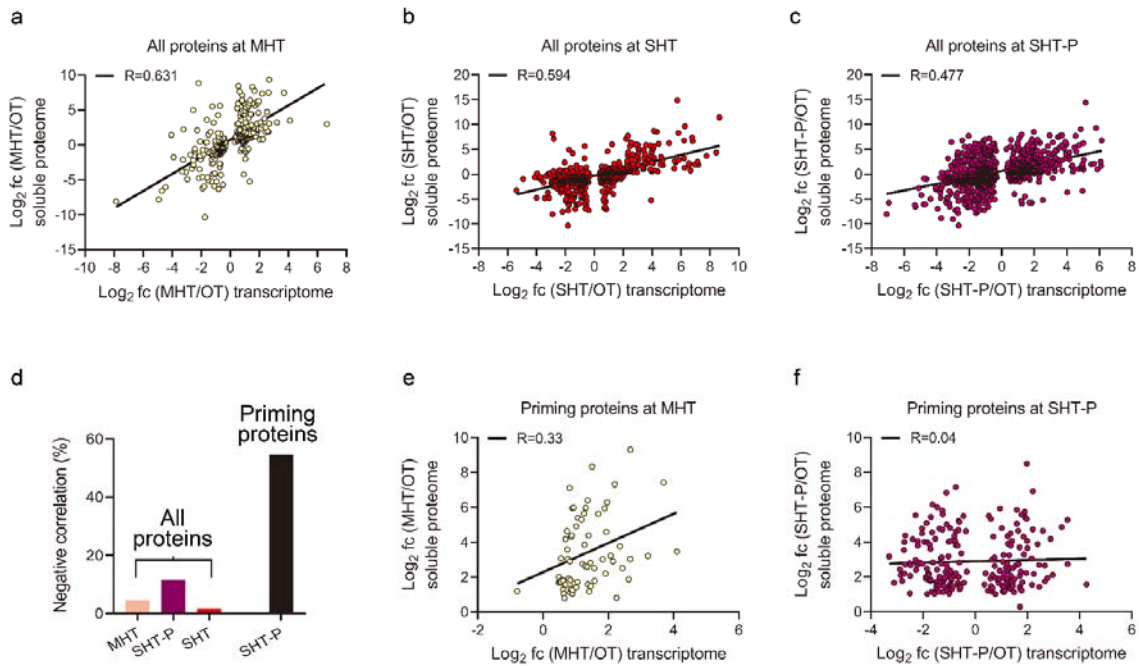 a
All proteins at MHT
R=0.631
Log2 fc (MHT/OT)
soluble proteome
10
5
0
-5
-10
-15
-10 -8 -6 -4 -2 0 2 4 6 8
Log2 fc (MHT/OT) transcriptome
b
All proteins at SHT
R=0.594
Log2 fc (SHT/OT)
soluble proteome
20
15
10
5
0
-5
-10
-15
-6 -4 -2 0 2 4 6 8 10
Log2 fc (SHT/OT) transcriptome
c
All proteins at SHT-P
R=0.477
Log2 fc (SHT-P/OT)
soluble proteome
20
15
10
5
0
-5
-10
-15
-8 -6 -4 -2 0 2 4 6 8
Log2 fc (SHT-P/OT) transcriptome
d
Negative correlation (%)
60
40
20
0
Priming
proteins
All
proteins
MHT SHT-P SHT SHT-P
e
Priming proteins at MHT
R=0.33
Log2 fc (MHT/OT)
soluble proteome
10
8
6
4
2
0
-2 0 2 4 6
Log2 fc (MHT/OT) transcriptome
f
Priming proteins at SHT-P
R=0.04
Log2 fc (SHT-P/OT)
soluble proteome
10
8
6
4
2
0
-4 -2 0 2 4 6
Log2 fc (SHT-P/OT) transcriptome